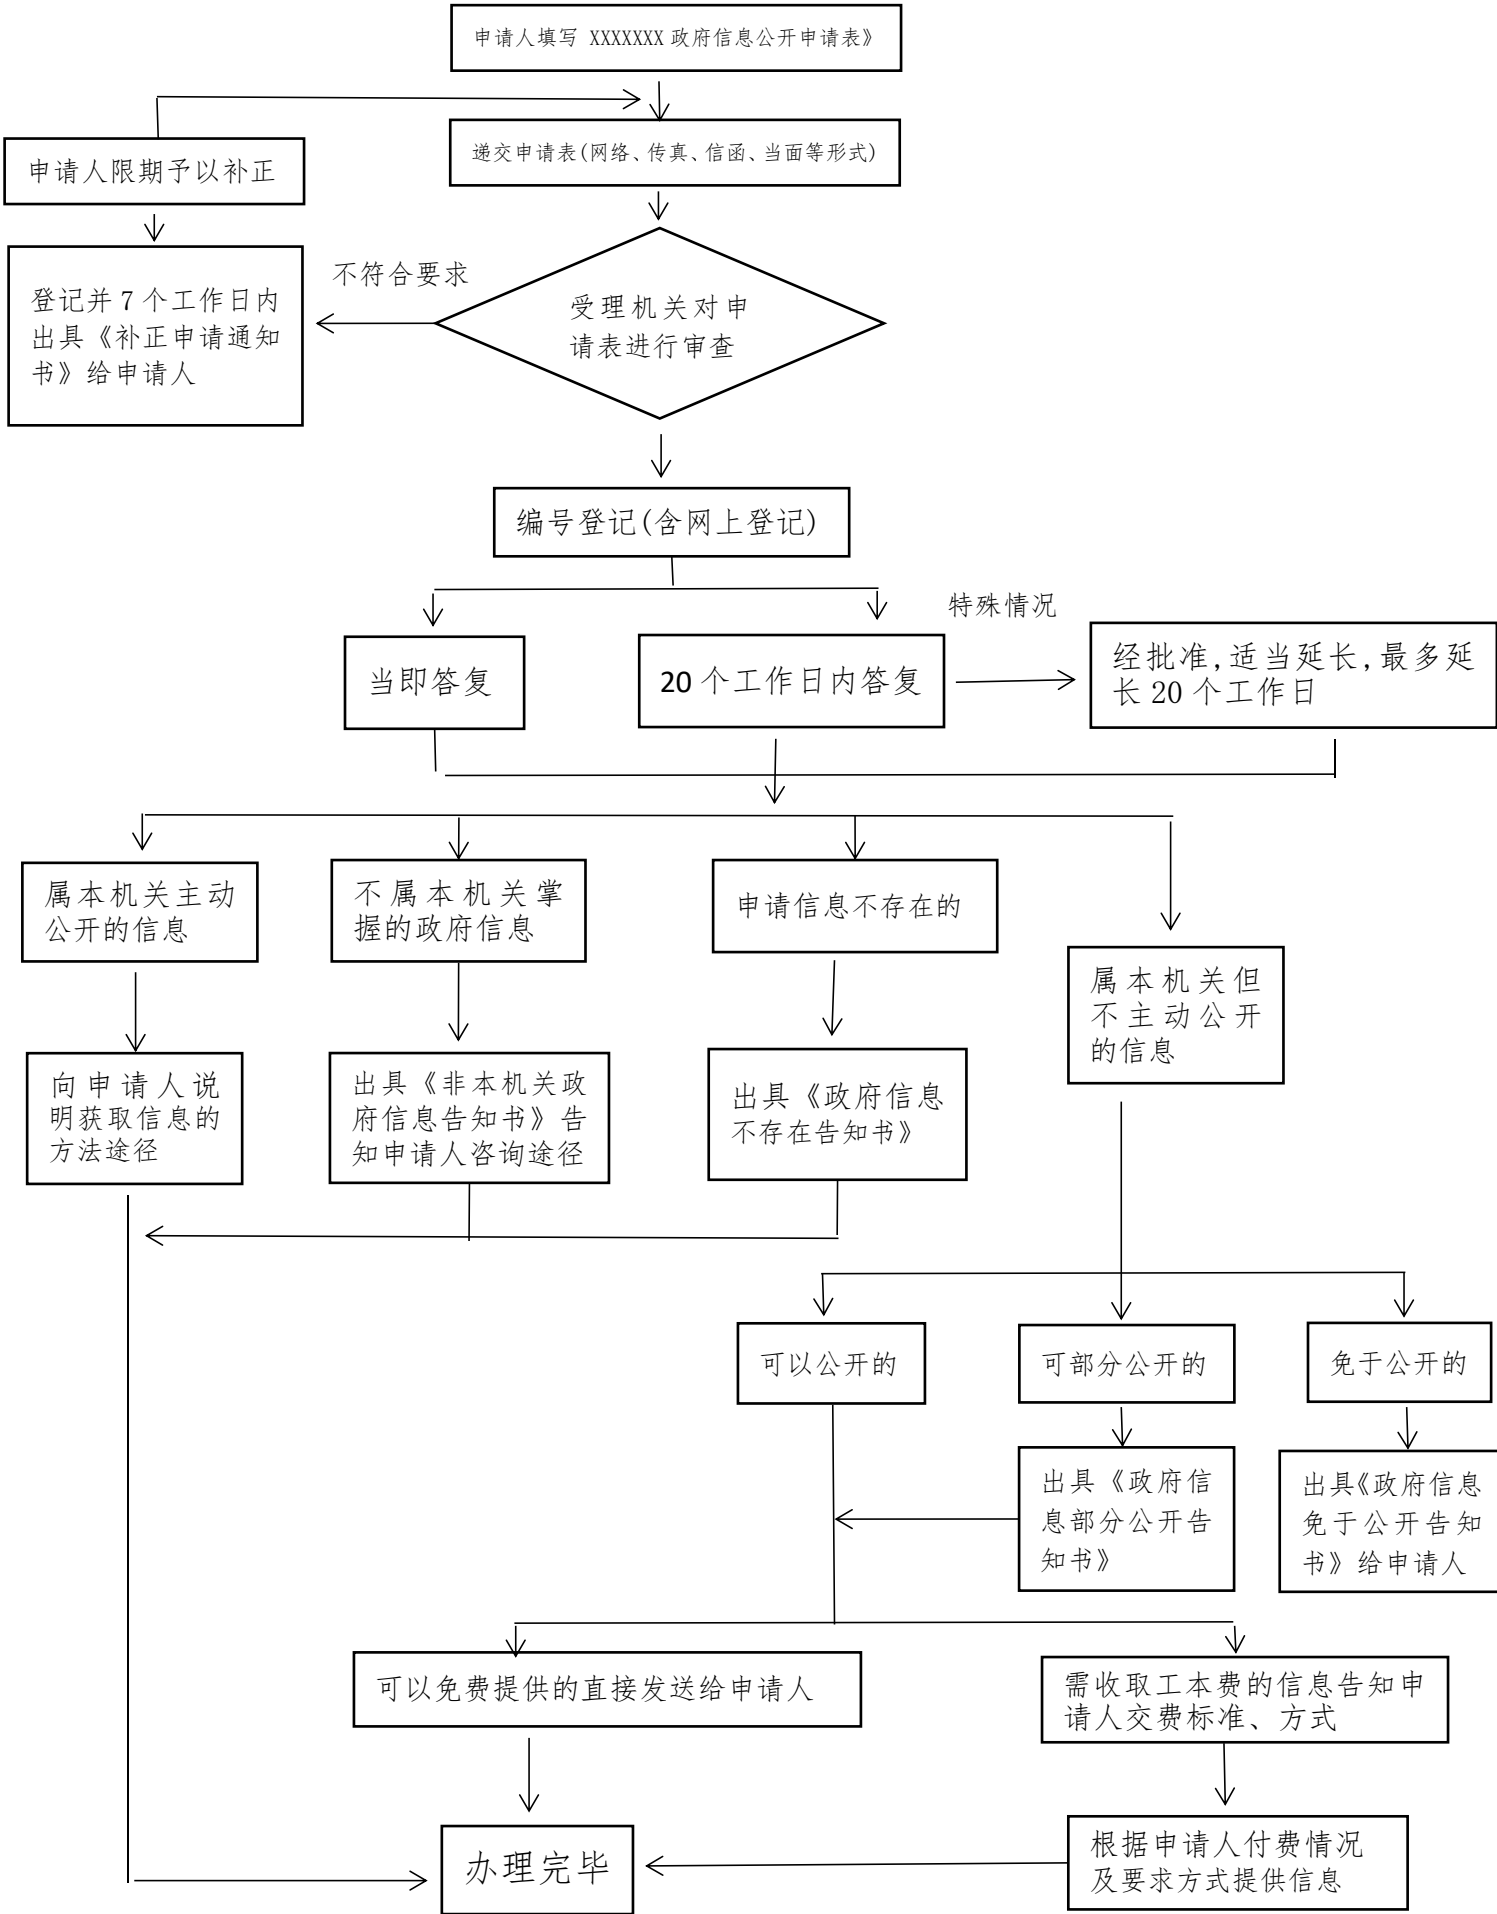 申请人填写 XXXXXXX 政府信息公开申请表》
递交申请表(网络、传真、信函、当面等形式)
申请人限期予以补正
不符合要求
登记并 7 个工作日内
出具《补正申请通知
书》给申请人
受理机关对申
请表进行审查
编号登记(含网上登记)
特殊情况
当即答复
20 个工作日内答复
经批准,适当延长,最多延
长 20 个工作日
属本机关主动
公开的信息
不属本机关掌
握的政府信息
申请信息不存在的
属本机关但
不主动公开
的信息
向申请人说
明获取信息的
方法途径
出具《非本机关政
府信息告知书》告
知申请人咨询途径
出具《政府信息
不存在告知书》
可以公开的
可部分公开的
免于公开的
出具《政府信
息部分公开告
知书》
出具《政府信息
免于公开告知
书》给申请人
可以免费提供的直接发送给申请人
需收取工本费的信息告知申
请人交费标准、方式
办理完毕
根据申请人付费情况
及要求方式提供信息